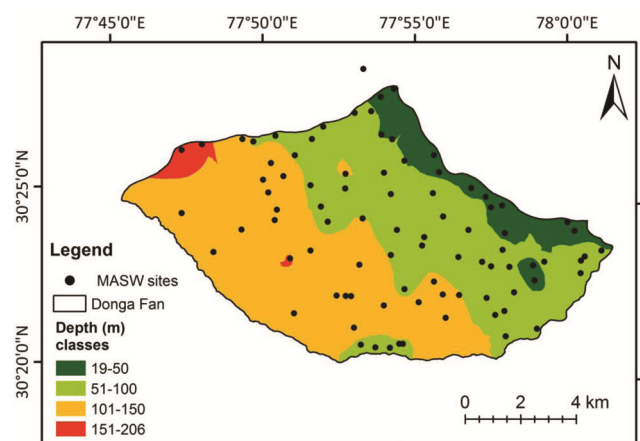 77°45'0"E 77°50'0"E 77°55'0"E 78°0'0"E
N
30°25'0"N
30°20'0"N
Legend
MASW sites
Donga Fan
Depth (m)
classes
19-50
51-100
101-150
151-206
0 2 4 km